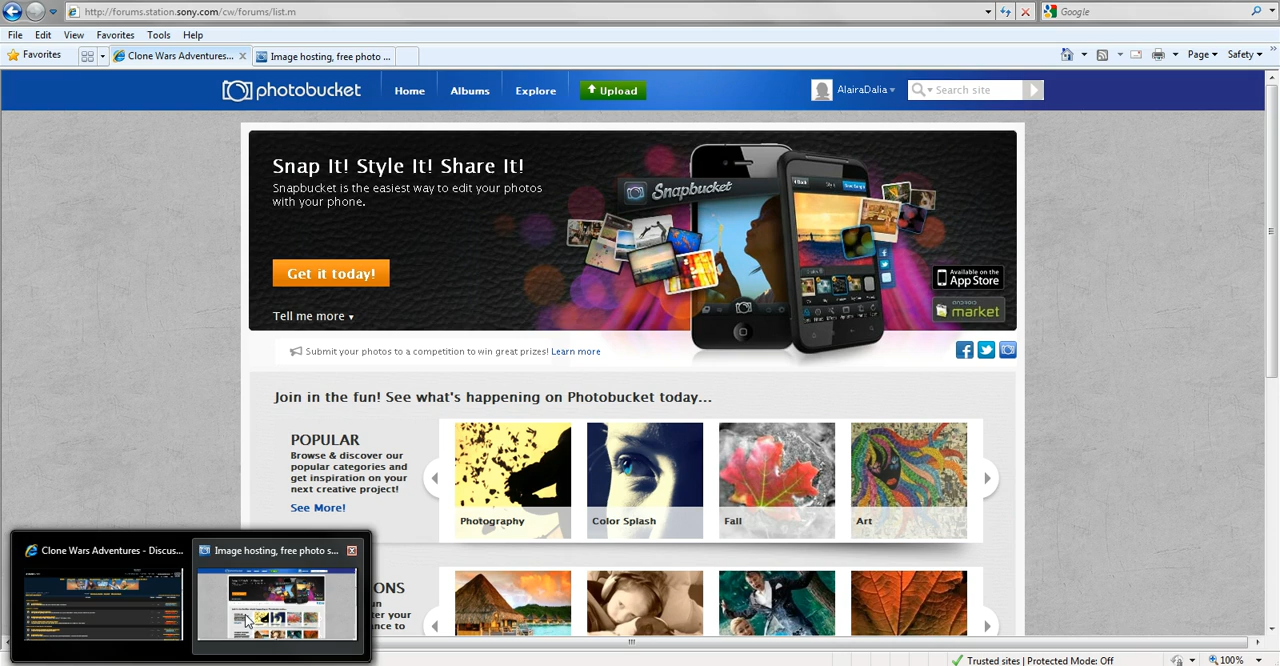 http://forums.station.sony.com/cw/forums/list.m
Google
File Edit View Favorites Tools Help
Favorites
Clone Wars Adventures...
Image hosting, free photo ...
Page
Safety
photobucket
Home
Albums
Explore
Upload
AlairaDalia
Search site
Snap It! Style It! Share It!
Snapbucket is the easiest way to edit your photos
with your phone.
Snapbucket
Get it today!
Tell me more
Available on the
App Store
android
market
Submit your photos to a competition to win great prizes! Learn more
Join in the fun! See what's happening on Photobucket today...
POPULAR
Browse & discover our
popular categories and
get inspiration on your
next creative project!
See More!
Photography
Color Splash
Fall
Art
Clone Wars Adventures - Discus...
Image hosting, free photo s...
IONS
un
ver your
ance to
Trusted sites | Protected Mode: Off
100%